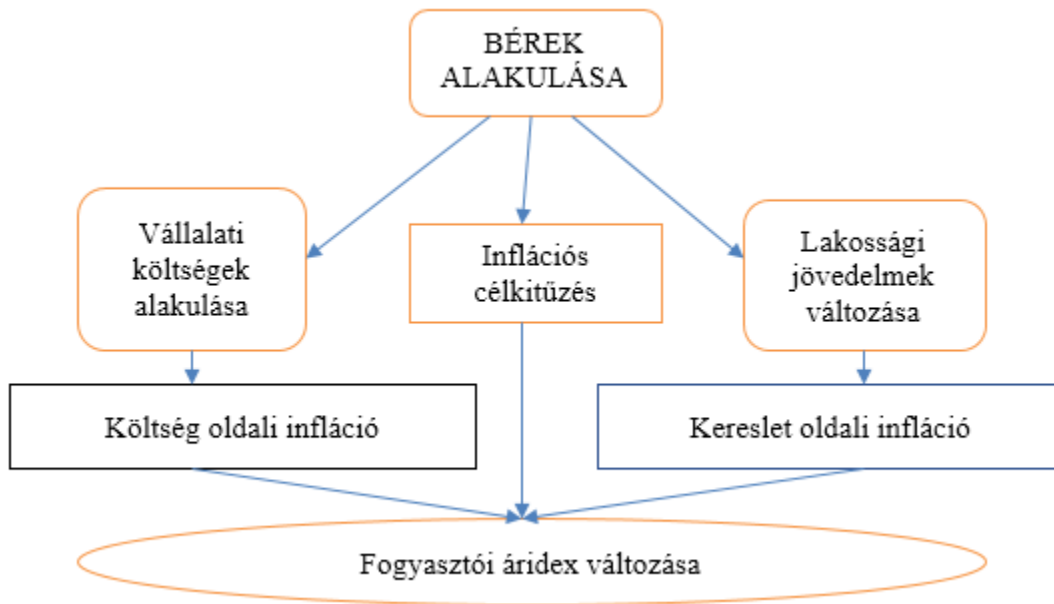 BÉREK
ALAKULÁSA
Vállalati
költségek
alakulása
Inflációs
célkitűzés
Lakossági
jövedelmek
változása
Költség oldali infláció
Kereslet oldali infláció
Fogyasztói áridex változása